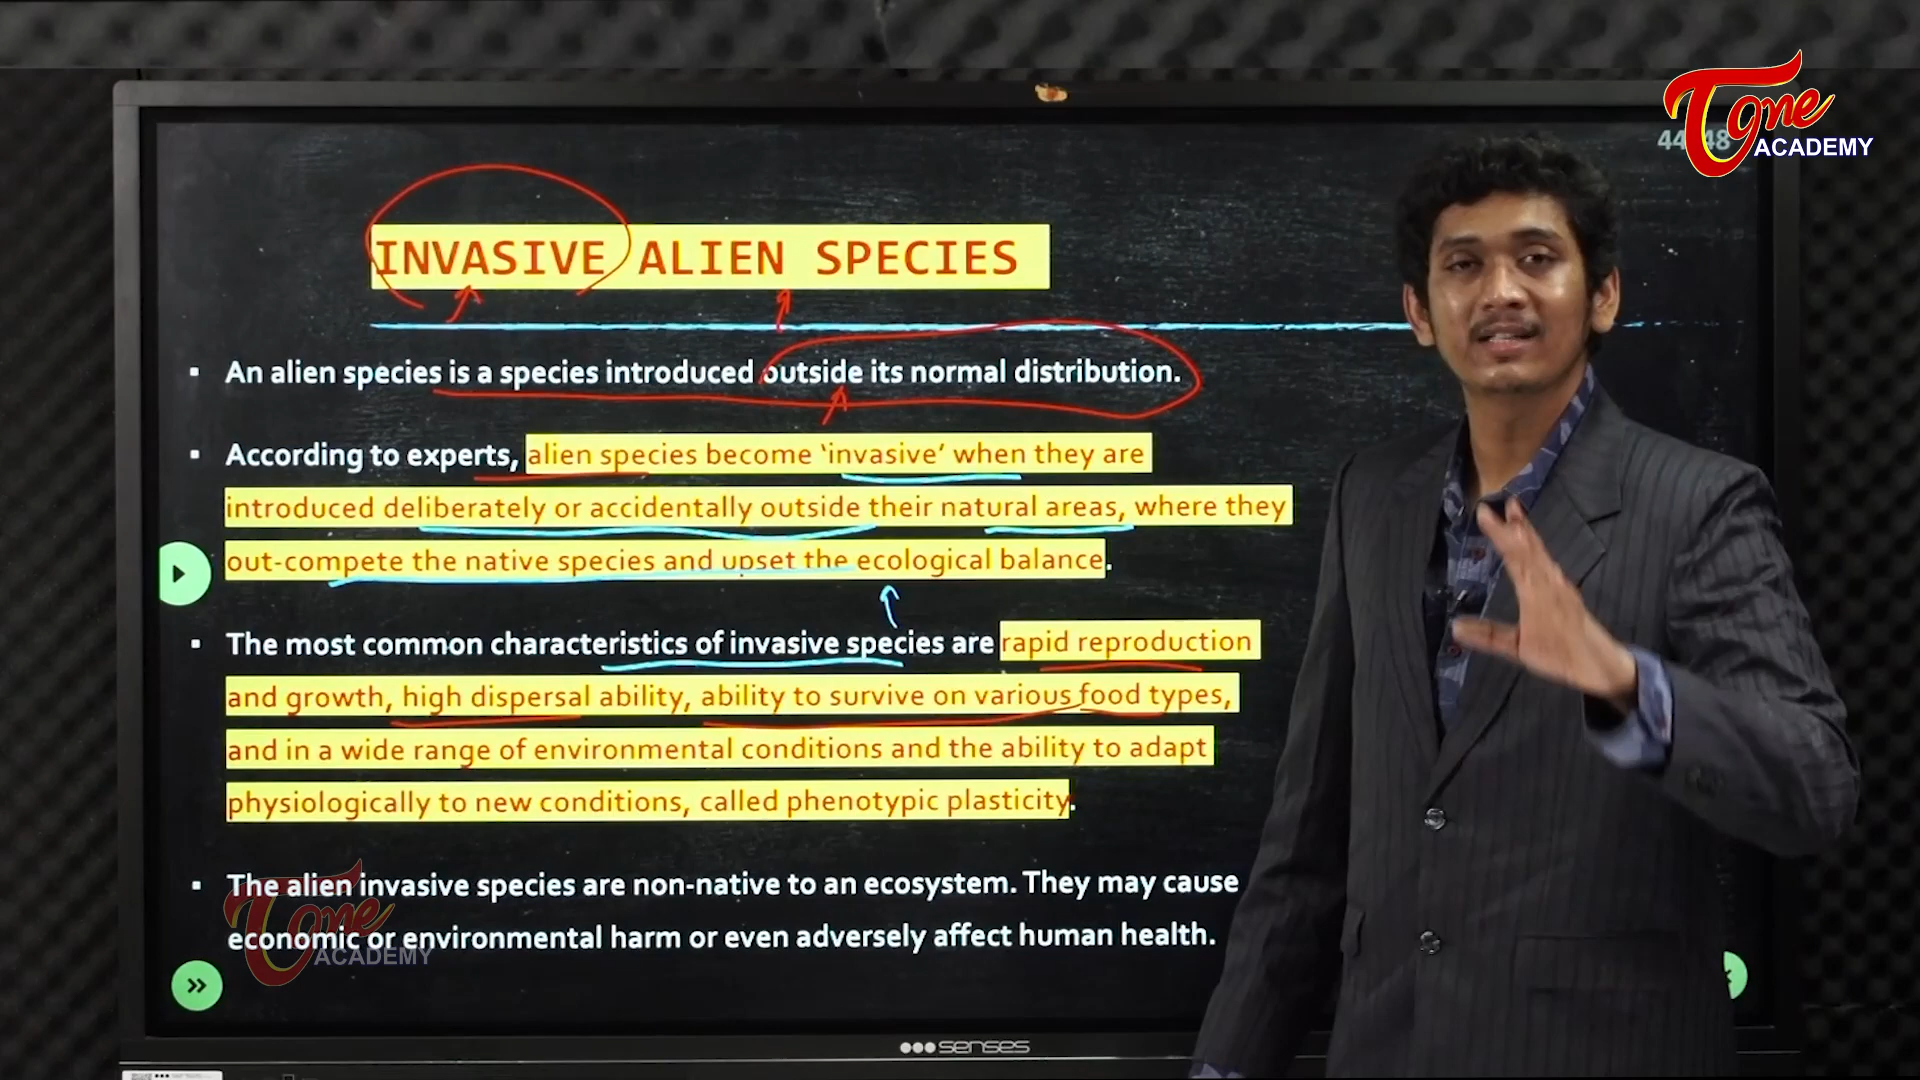 Tone
ACADEMY
INVASIVE ALIEN SPECIES
▪ An alien species is a species introduced outside its normal distribution.
▪ According to experts, alien species become ‘invasive’ when they are
introduced deliberately or accidentally outside their natural areas, where they
out-compete the native species and upset the ecological balance.
▪ The most common characteristics of invasive species are rapid reproduction
and growth, high dispersal ability, ability to survive on various food types,
and in a wide range of environmental conditions and the ability to adapt
physiologically to new conditions, called phenotypic plasticity.
▪ The alien invasive species are non-native to an ecosystem. They may cause
economic or environmental harm or even adversely affect human health.
Tone
ACADEMY
senses